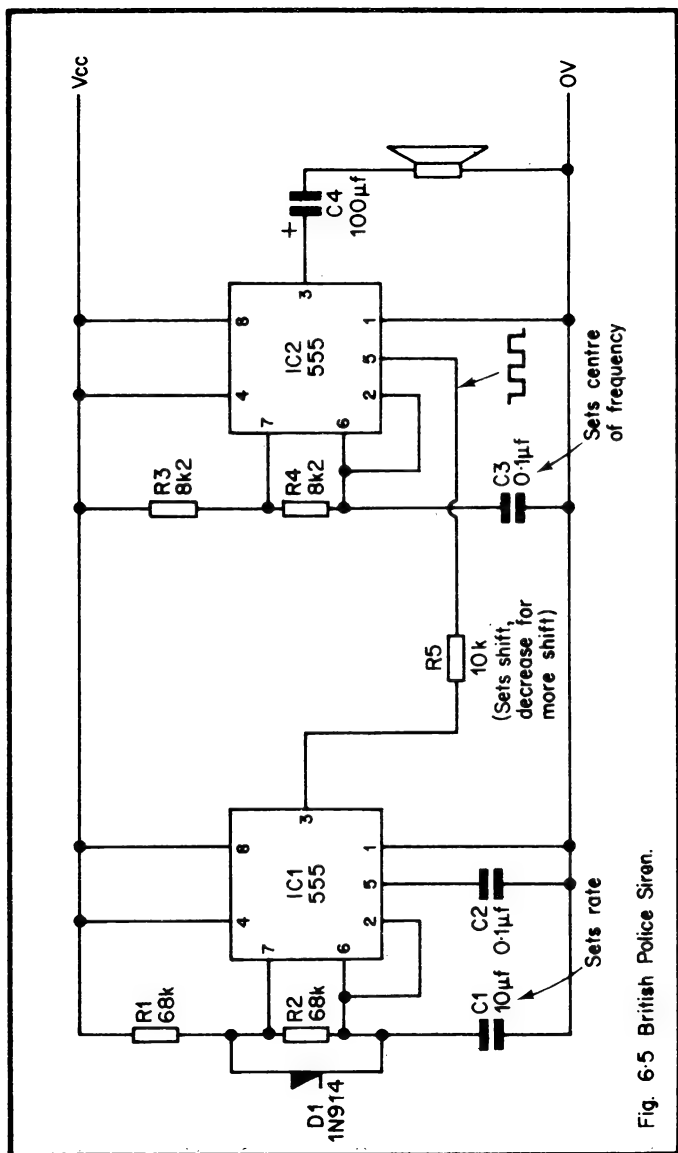 Vcc
R1
68k
D1
1N914
R2
68k
7
6
2
4
8
IC1
555
5
1
3
C1
10µf
C2
0·1µf
Sets rate
R5
10k
(Sets shift,
decrease for
more shift)
R3
8k2
R4
8k2
7
6
2
4
8
IC2
555
5
1
3
+
C4
100µf
C3
0·1µf
Sets centre
of frequency
0V
Fig. 6·5 British Police Siren.